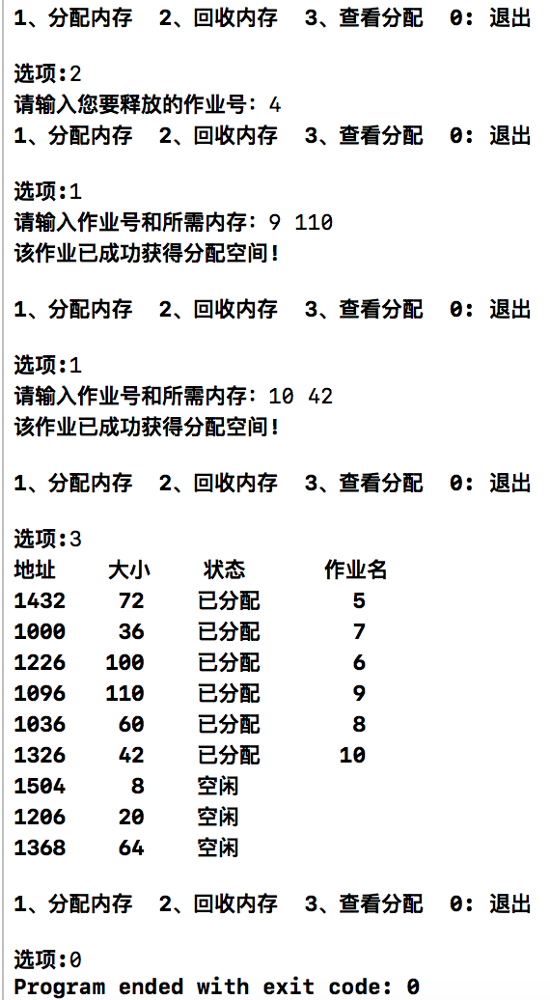 1、分配内存  2、回收内存  3、查看分配  0: 退出
选项:2
请输入您要释放的作业号: 4
1、分配内存  2、回收内存  3、查看分配  0: 退出
选项:1
请输入作业号和所需内存: 9 110
该作业已成功获得分配空间!
1、分配内存  2、回收内存  3、查看分配  0: 退出
选项:1
请输入作业号和所需内存: 10 42
该作业已成功获得分配空间!
1、分配内存  2、回收内存  3、查看分配  0: 退出
选项:3
地址    大小    状态      作业名
1432    72    已分配       5
1000    36    已分配       7
1226   100    已分配       6
1096   110    已分配       9
1036    60    已分配       8
1326    42    已分配      10
1504     8    空闲
1206    20    空闲
1368    64    空闲
1、分配内存  2、回收内存  3、查看分配  0: 退出
选项:0
Program ended with exit code: 0